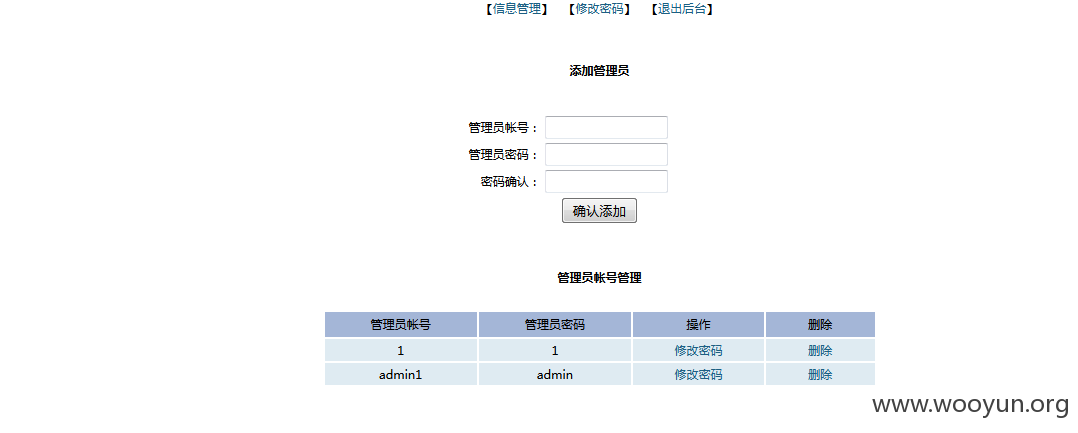 【信息管理】 【修改密码】 【退出后台】
添加管理员
管理员帐号：
管理员密码：
密码确认：
确认添加
管理员帐号管理
管理员帐号 管理员密码 操作 删除
1 1 修改密码 删除
admin1 admin 修改密码 删除
www.wooyun.org